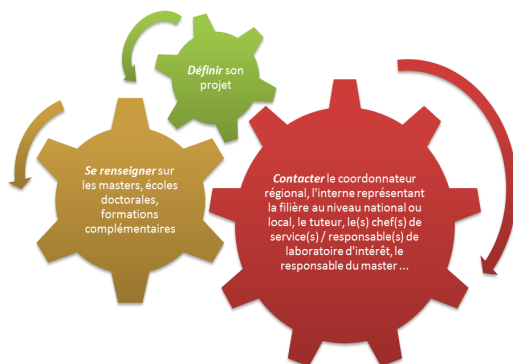 Définir son
projet
Se renseigner sur
les masters, écoles
doctorales,
formations
complémentaires
Contacter le coordonnateur
régional, l'interne représentant
la filière au niveau national ou
local, le tuteur, le(s) chef(s) de
service(s) / responsable(s) de
laboratoire d'intérêt, le
responsable du master ...